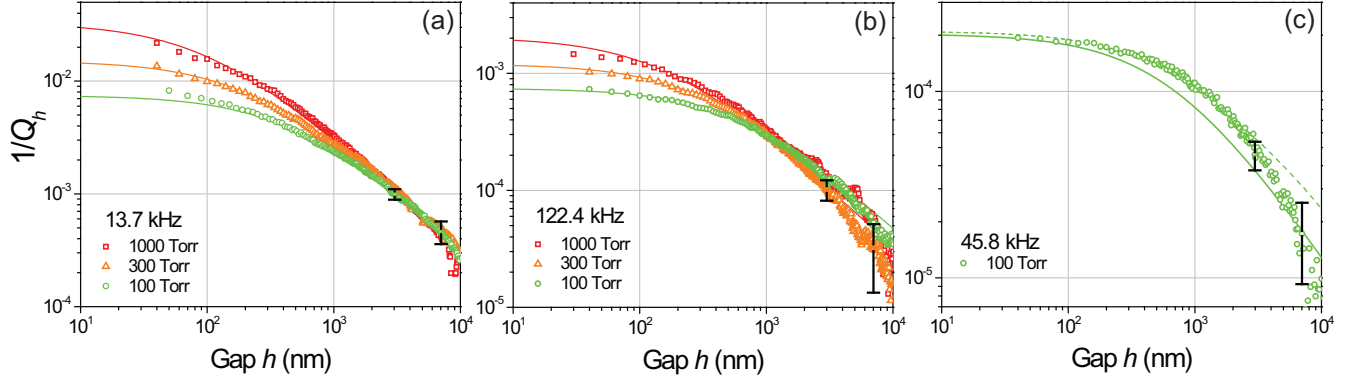 (a)
1/Q_h
10^-2
10^-3
10^-4
13.7 kHz
1000 Torr
300 Torr
100 Torr
10^1 10^2 10^3 10^4
Gap h (nm)
(b)
10^-3
10^-4
10^-5
122.4 kHz
1000 Torr
300 Torr
100 Torr
10^1 10^2 10^3 10^4
Gap h (nm)
(c)
10^-4
10^-5
45.8 kHz
100 Torr
10^1 10^2 10^3 10^4
Gap h (nm)